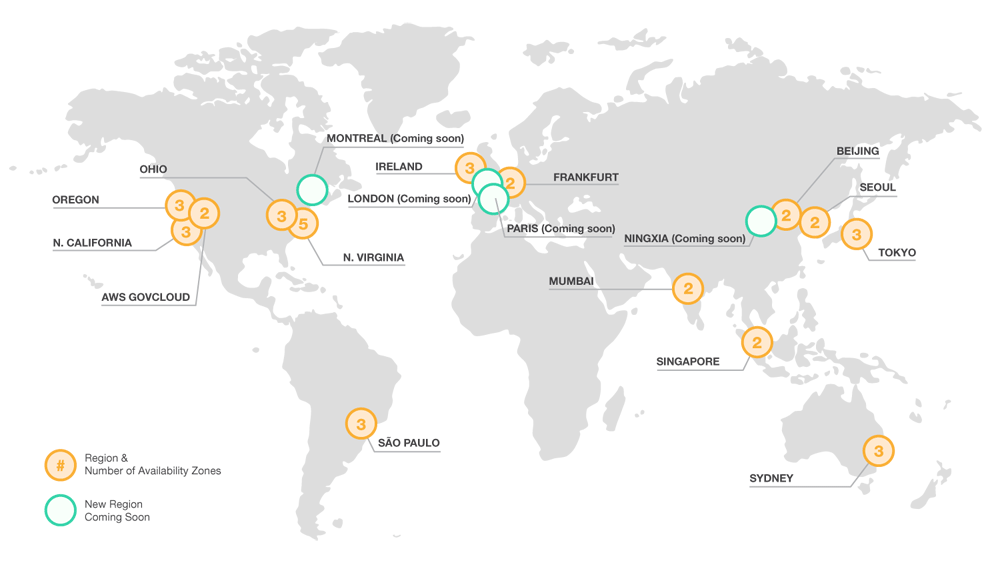 MONTREAL (Coming soon)
OHIO
IRELAND
FRANKFURT
BEIJING
SEOUL
OREGON
LONDON (Coming soon)
PARIS (Coming soon)
NINGXIA (Coming soon)
N. CALIFORNIA
N. VIRGINIA
TOKYO
AWS GOVCLOUD
MUMBAI
SINGAPORE
SÃO PAULO
SYDNEY
3
2
3
3
5
3
2
2
2
3
2
2
3
3
# Region &
Number of Availability Zones
New Region
Coming Soon